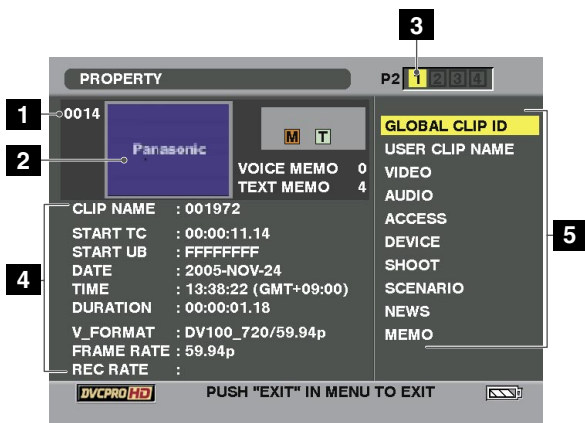 3
PROPERTY
P2 1 2 3 4
1
0014
2
Panasonic
M T
VOICE MEMO 0
TEXT MEMO 4
4
CLIP NAME : 001972
START TC : 00:00:11.14
START UB : FFFFFFFF
DATE : 2005-NOV-24
TIME : 13:38:22 (GMT+09:00)
DURATION : 00:00:01.18
V_FORMAT : DV100_720/59.94p
FRAME RATE : 59.94p
REC RATE :
GLOBAL CLIP ID
USER CLIP NAME
VIDEO
AUDIO
ACCESS
DEVICE
SHOOT
SCENARIO
NEWS
MEMO
5
DVCPRO HD
PUSH "EXIT" IN MENU TO EXIT